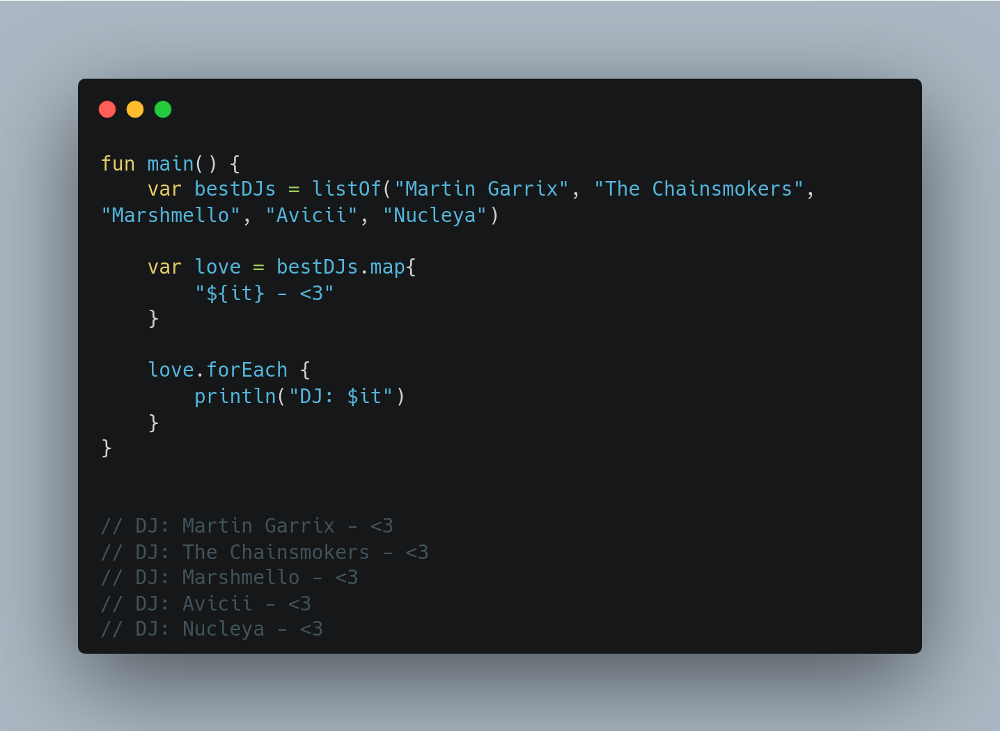 fun main() {
    var bestDJs = listOf("Martin Garrix", "The Chainsmokers",
"Marshmello", "Avicii", "Nucleya")

    var love = bestDJs.map{
        "${it} - <3"
    }

    love.forEach {
        println("DJ: $it")
    }
}

// DJ: Martin Garrix - <3
// DJ: The Chainsmokers - <3
// DJ: Marshmello - <3
// DJ: Avicii - <3
// DJ: Nucleya - <3